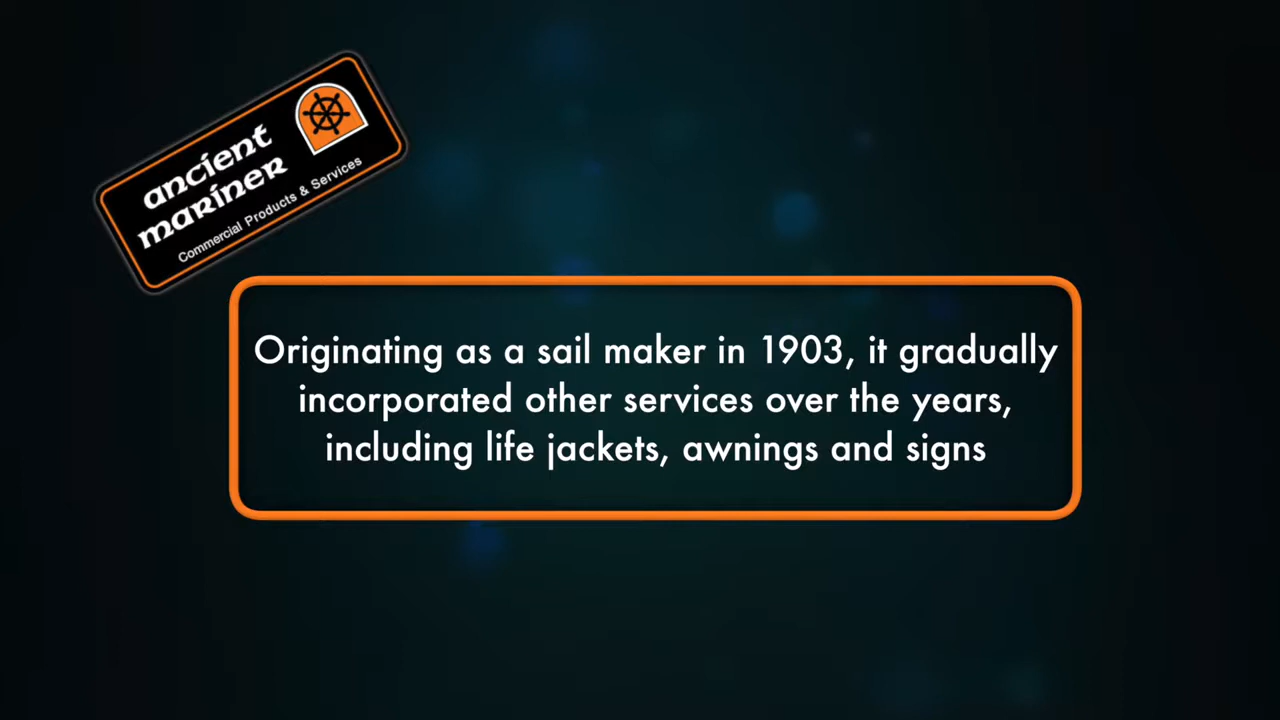 ancient
mariner
Commercial Products & Services
Originating as a sail maker in 1903, it gradually
incorporated other services over the years,
including life jackets, awnings and signs